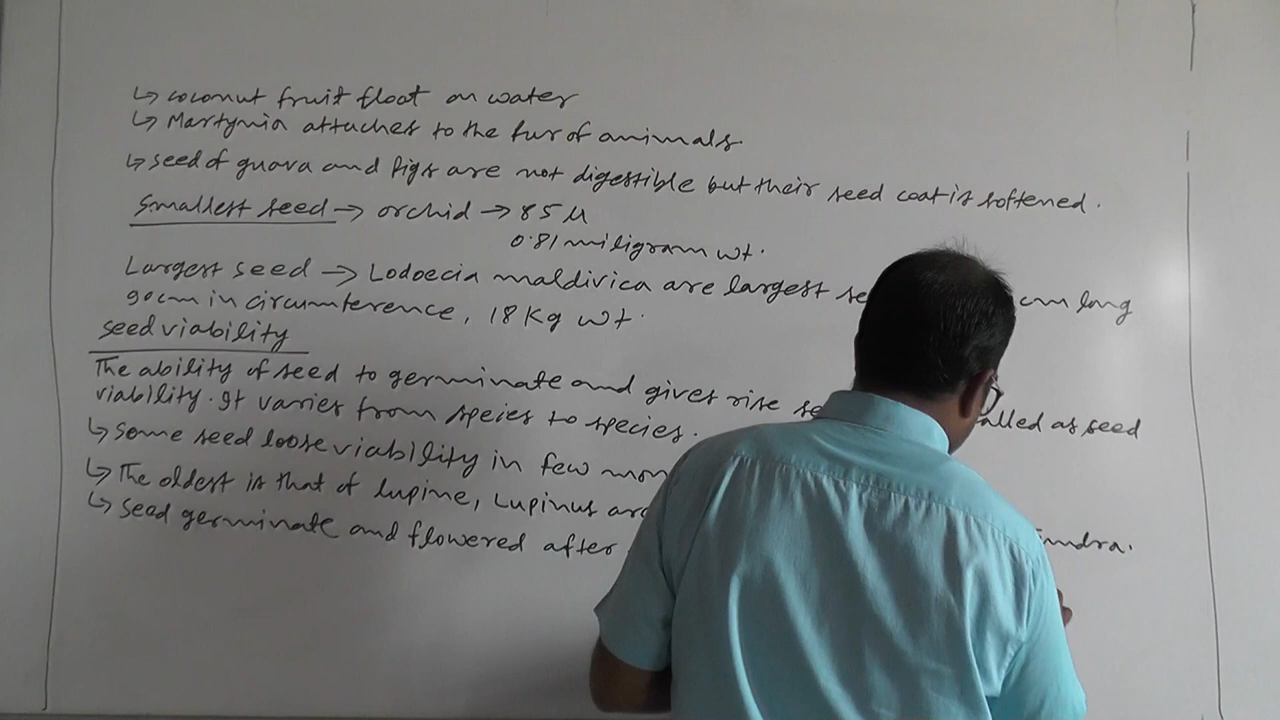 ↳ coconut fruit float on water
↳ Martynia attaches to the fur of animals.
↳ seed of guava and figs are not digestible but their seed coat is softened.
Smallest seed → orchid → 85 μ
0.81 miligram wt.
Largest seed → Lodoecia maldivica are largest se cm long
90cm in circumference, 18 Kg wt.
seed viability
The ability of seed to germinate and gives rise se alled as seed
viability. It varies from speies to species.
↳ some seed loose viability in few mon
↳ The oldest is that of lupine, Lupinus arc
↳ seed germinate and flowered after